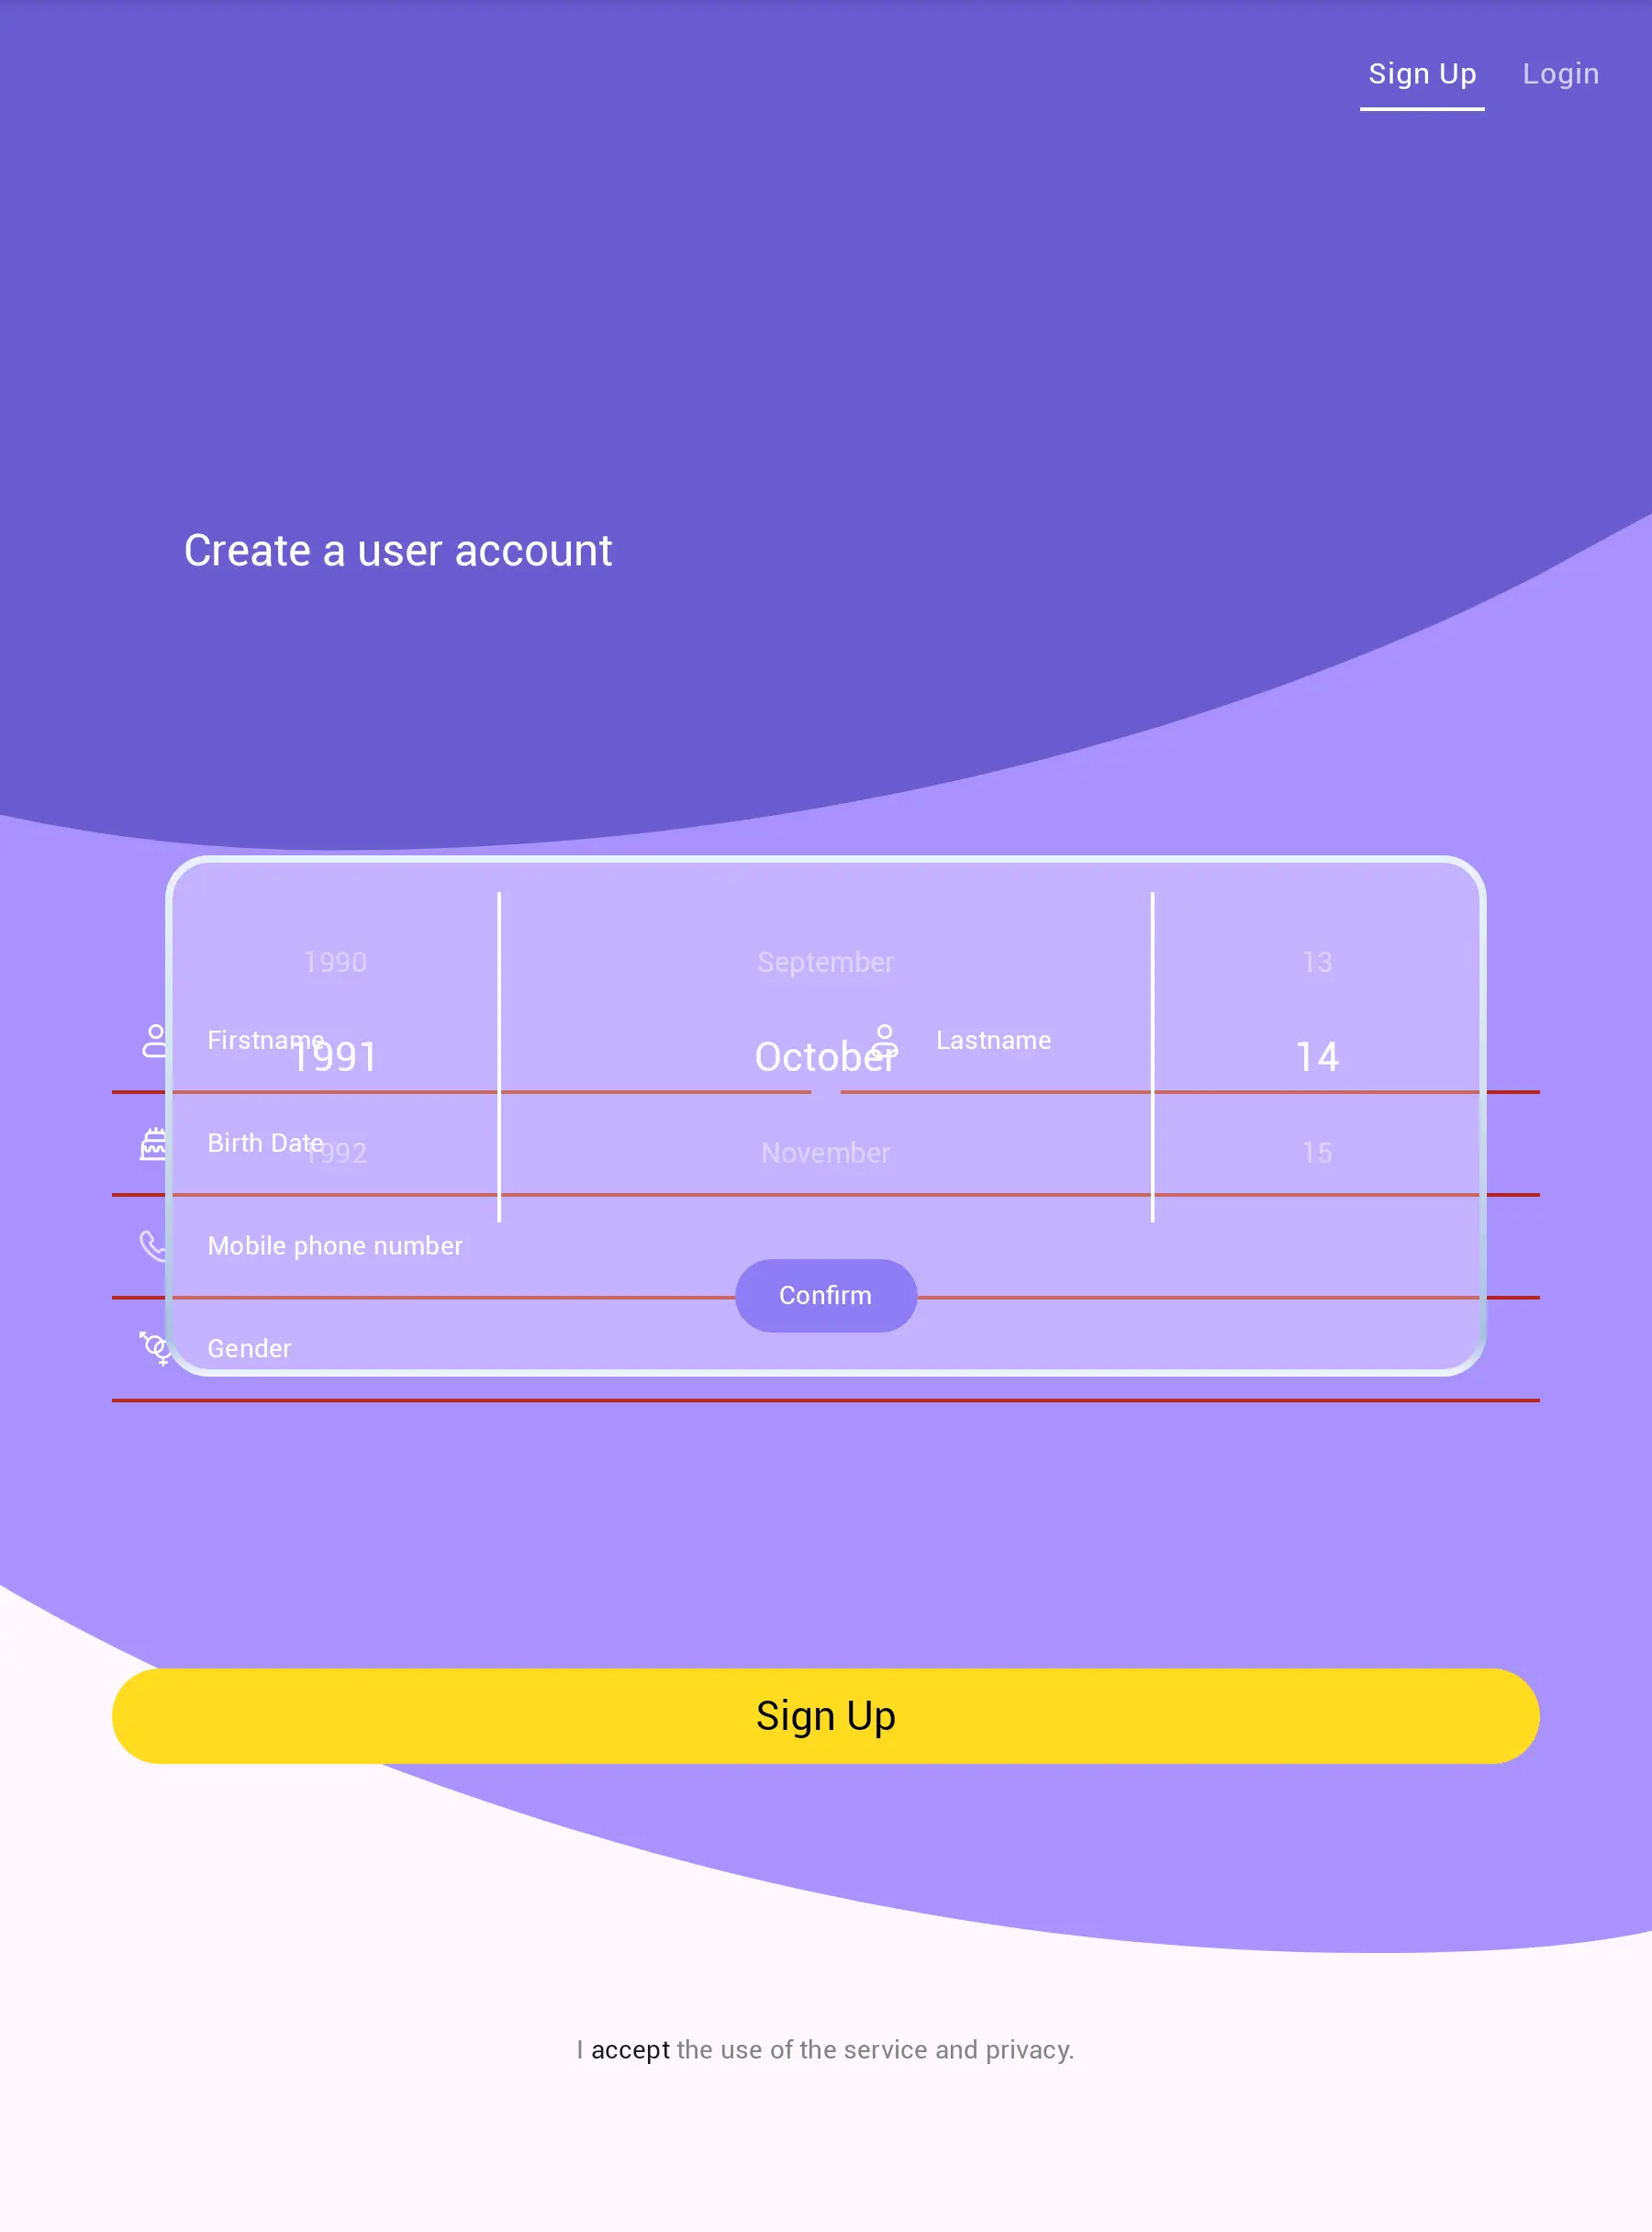 Sign Up Login
Create a user account
1990 September 13
Firstname Lastname
1991 October 14
Birth Date
1992 November 15
Mobile phone number
Confirm
Gender
Sign Up
I accept the use of the service and privacy.